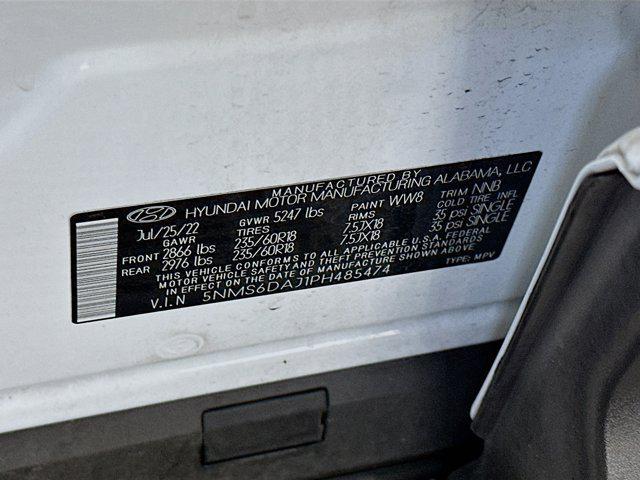 MANUFACTURED BY
HYUNDAI MOTOR MANUFACTURING ALABAMA, LLC
Jul/25/22 GVWR 5247 lbs PAINT WW8 TRIM NNB
GAWR TIRES RIMS COLD TIRE INFL
FRONT 2866 lbs 235/60R18 7.5JX18 35 psi SINGLE
REAR 2976 lbs 235/60R18 7.5JX18 35 psi SINGLE
THIS VEHICLE CONFORMS TO ALL APPLICABLE U.S.A. FEDERAL
MOTOR VEHICLE SAFETY AND THEFT PREVENTION STANDARDS
IN EFFECT ON THE DATE OF MANUFACTURE SHOWN ABOVE
V.I.N 5NMS6DAJ1PH485474 TYPE: MPV